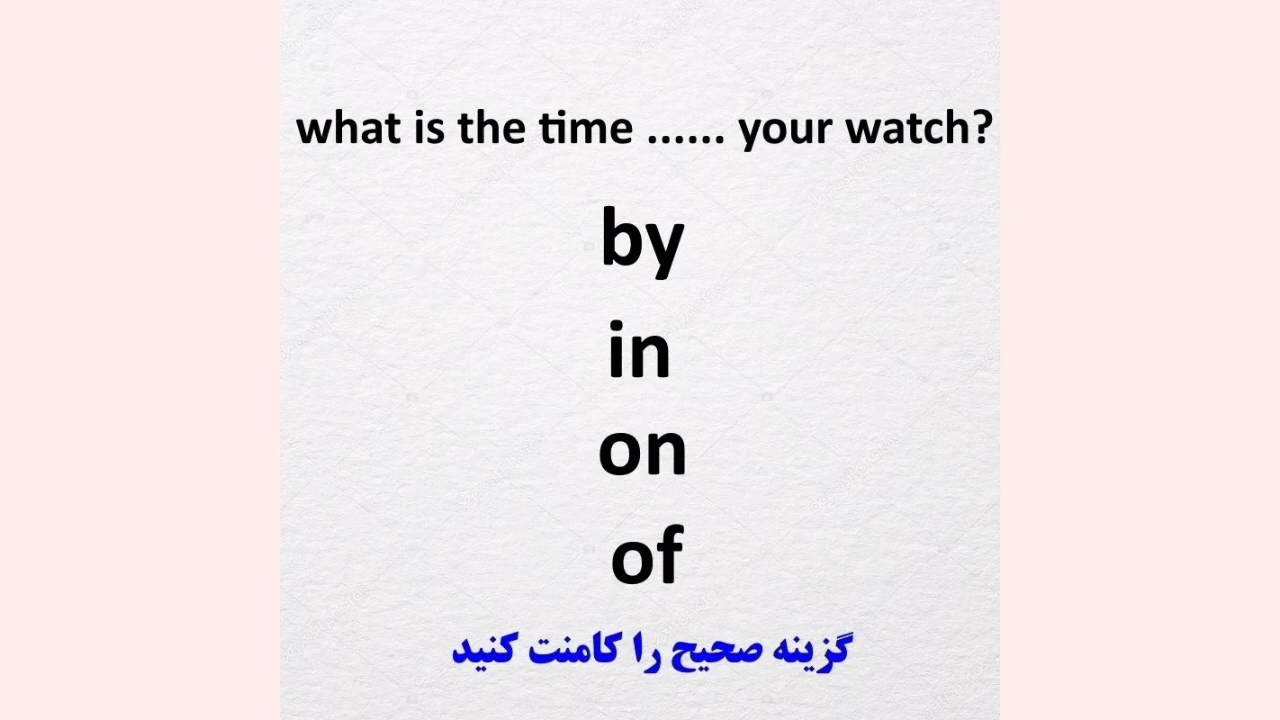 what is the time ...... your watch?
by
in
on
of
گزینه صحیح را کامنت کنید